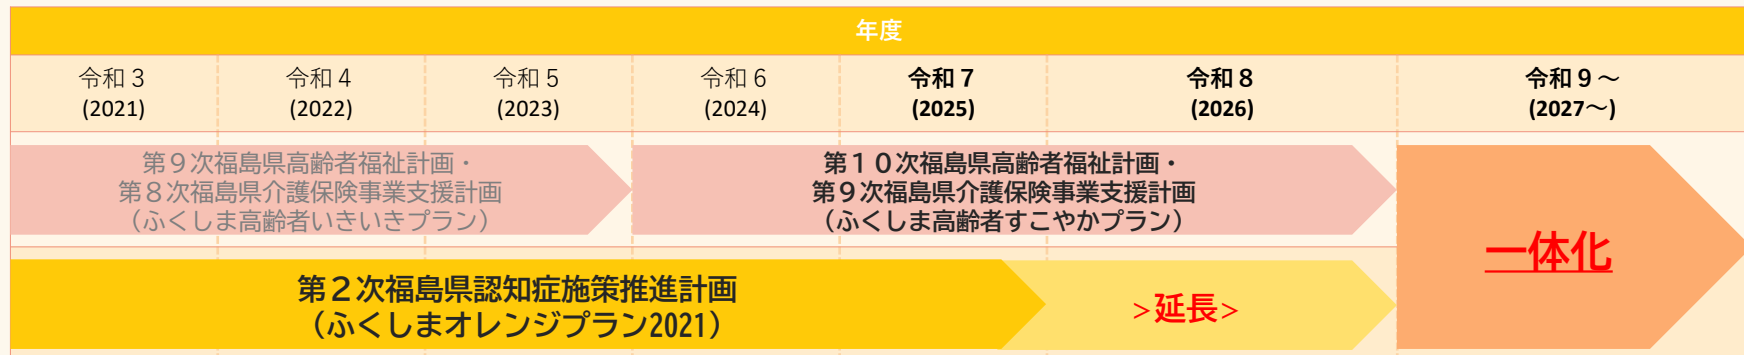 年度
令和３
(2021)
令和４
(2022)
令和５
(2023)
令和６
(2024)
令和７
(2025)
令和８
(2026)
令和９～
(2027～)
第９次福島県高齢者福祉計画・
第８次福島県介護保険事業支援計画
（ふくしま高齢者いきいきプラン）
第１０次福島県高齢者福祉計画・
第９次福島県介護保険事業支援計画
（ふくしま高齢者すこやかプラン）
一体化
第２次福島県認知症施策推進計画
（ふくしまオレンジプラン2021）
>延長>